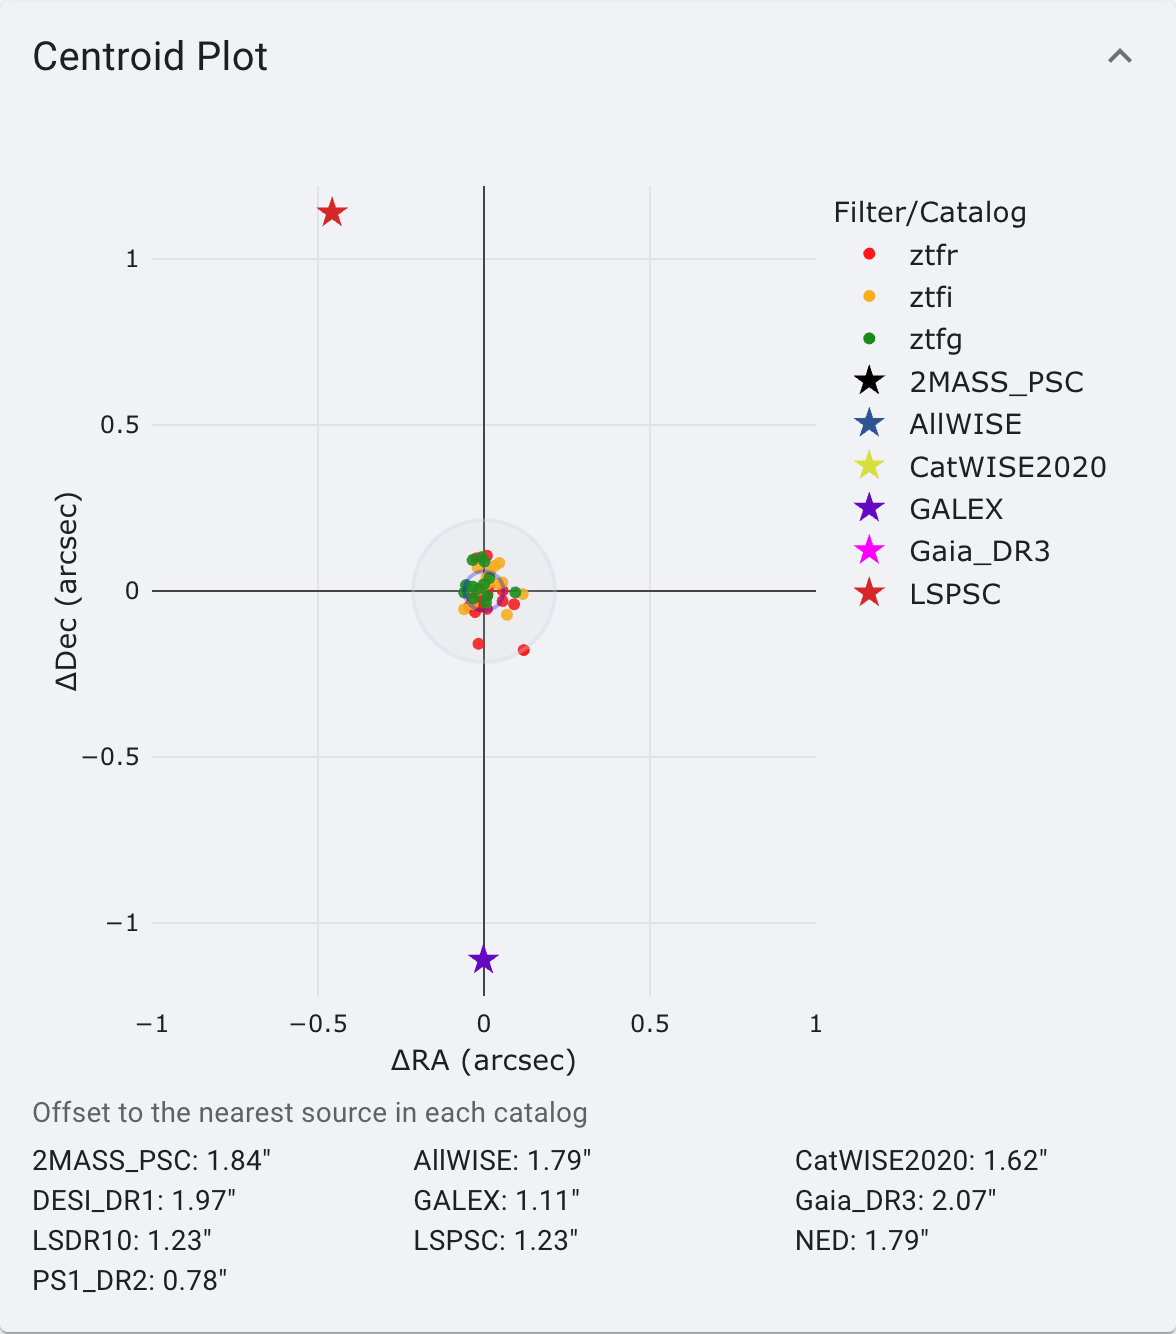 Centroid Plot
Filter/Catalog
ztfr
ztfi
ztfg
2MASS_PSC
AllWISE
CatWISE2020
GALEX
Gaia_DR3
LSPSC
1
0.5
0
−0.5
−1
ΔDec (arcsec)
−1 −0.5 0 0.5 1
ΔRA (arcsec)
Offset to the nearest source in each catalog
2MASS_PSC: 1.84" AllWISE: 1.79" CatWISE2020: 1.62"
DESI_DR1: 1.97" GALEX: 1.11" Gaia_DR3: 2.07"
LSDR10: 1.23" LSPSC: 1.23" NED: 1.79"
PS1_DR2: 0.78"